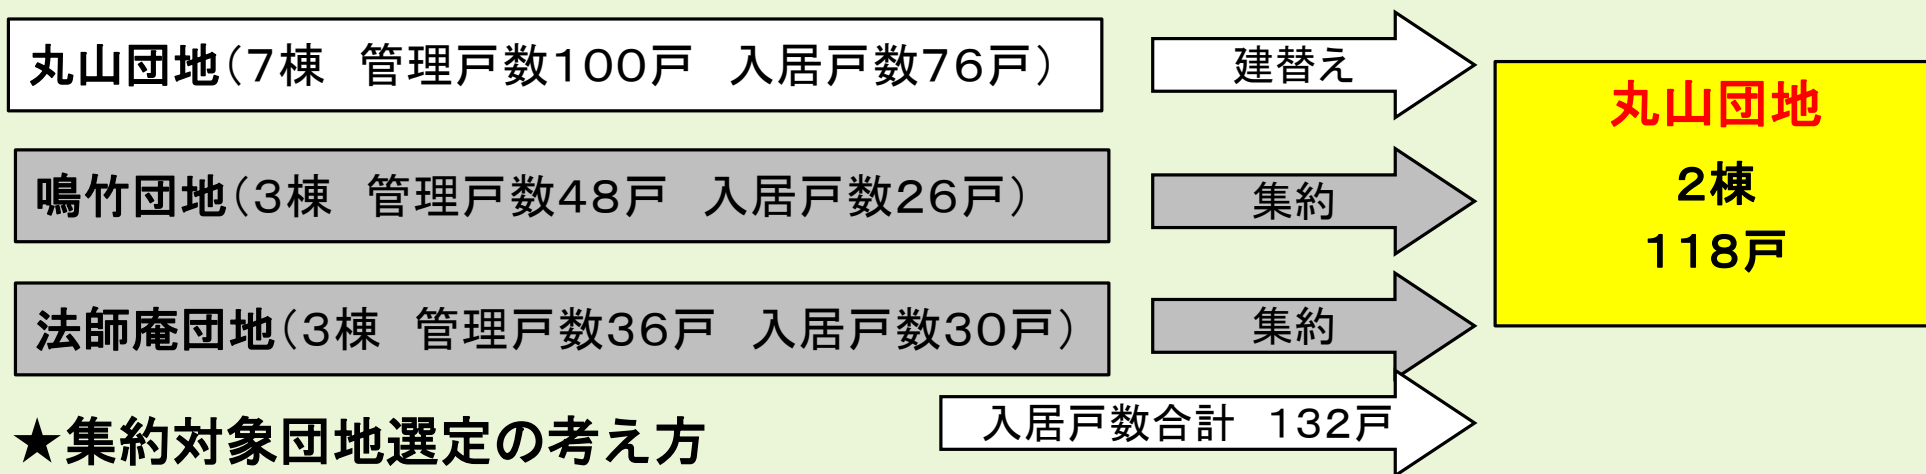 丸山団地(7棟　管理戸数100戸　入居戸数76戸)
建替え
鳴竹団地(3棟　管理戸数48戸　入居戸数26戸)
集約
法師庵団地(3棟　管理戸数36戸　入居戸数30戸)
集約
丸山団地
2棟
118戸
入居戸数合計　132戸
★集約対象団地選定の考え方